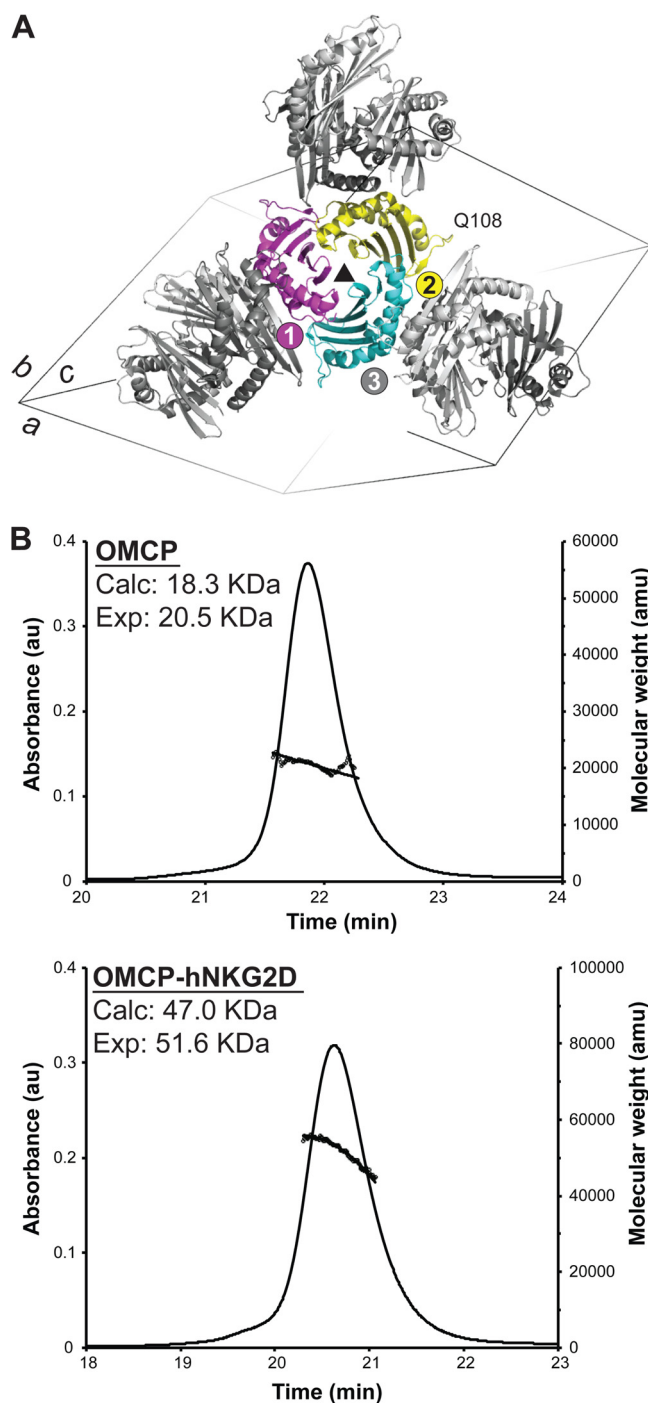 A
Q108
1
2
3
b
c
a
B
OMCP
Calc: 18.3 KDa
Exp: 20.5 KDa
Absorbance (au)
0.4
0.3
0.2
0.1
0
Molecular weight (amu)
60000
50000
40000
30000
20000
10000
0
20 21 22 23 24
Time (min)
OMCP-hNKG2D
Calc: 47.0 KDa
Exp: 51.6 KDa
Absorbance (au)
0.4
0.3
0.2
0.1
0
Molecular weight (amu)
100000
80000
60000
40000
20000
0
18 19 20 21 22 23
Time (min)